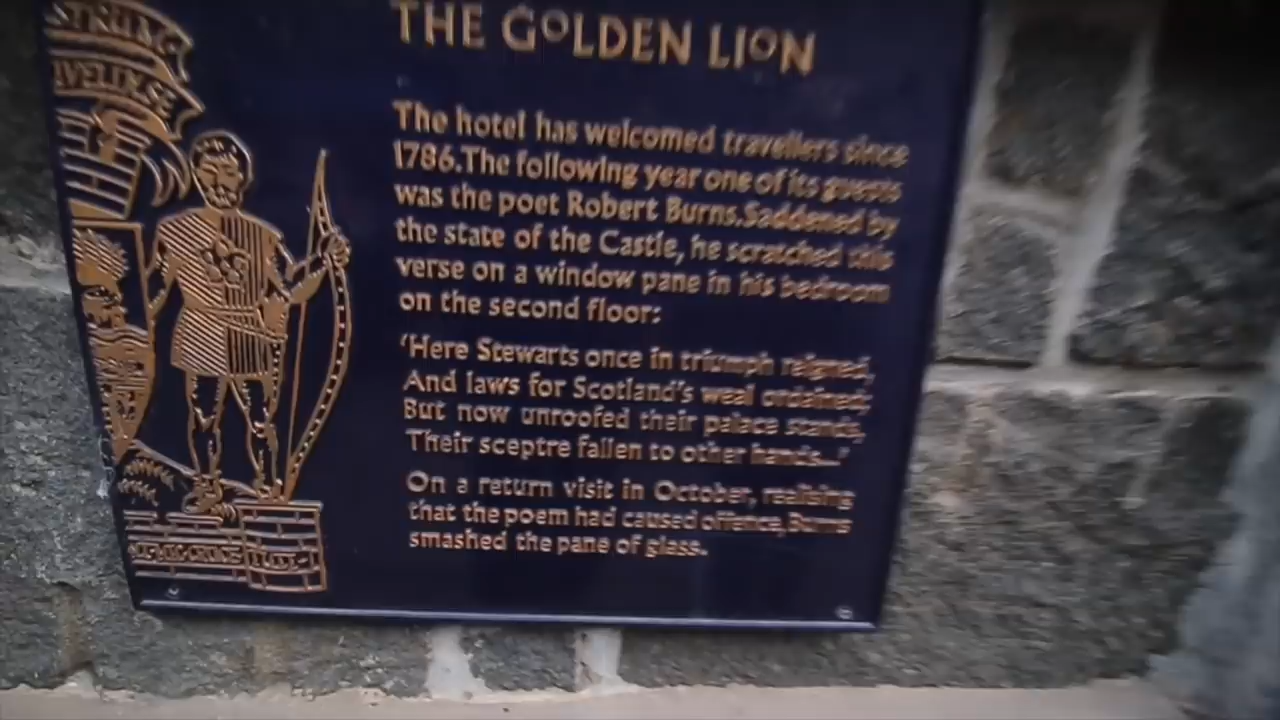 THE GOLDEN LION
The hotel has welcomed travellers since
1786.The following year one of its guests
was the poet Robert Burns.Saddened by
the state of the Castle, he scratched this
verse on a window pane in his bedroom
on the second floor:
'Here Stewarts once in triumph reigned,
And laws for Scotland's weal ordained;
But now unroofed their palace stands,
Their sceptre fallen to other hands...'
On a return visit in October, realising
that the poem had caused offence,Burns
smashed the pane of glass.